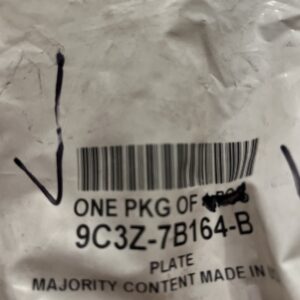 ONE PKG OF
9C3Z-7B164-B
PLATE
MAJORITY CONTENT MADE IN